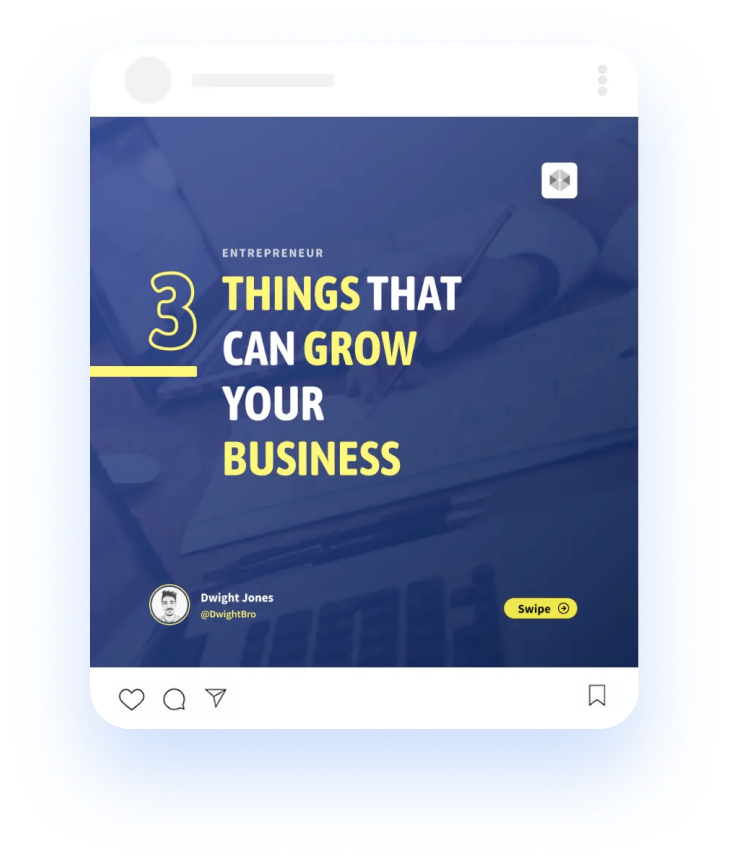 ENTREPRENEUR
3
THINGS THAT
CAN GROW
YOUR
BUSINESS
Dwight Jones
@DwightBro
Swipe